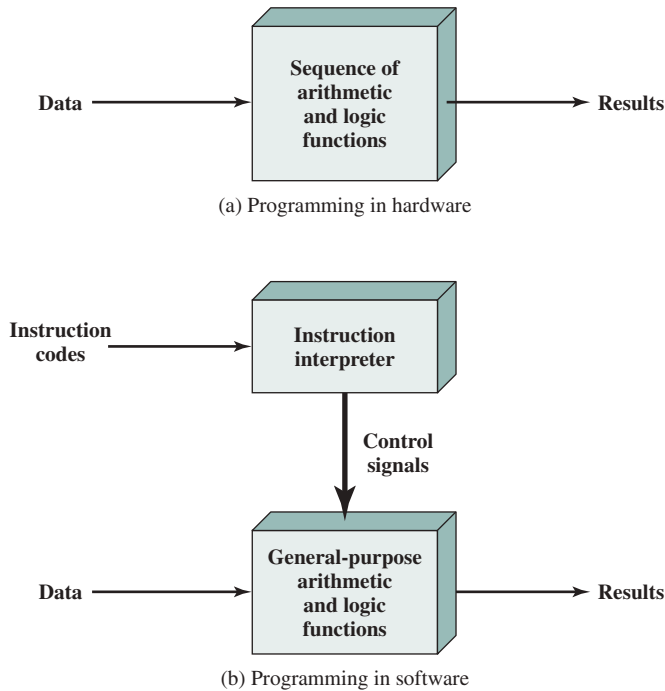 Sequence of
arithmetic
and logic
functions
Data
Results
(a) Programming in hardware
Instruction
codes
Instruction
interpreter
Control
signals
General-purpose
arithmetic
and logic
functions
Data
Results
(b) Programming in software